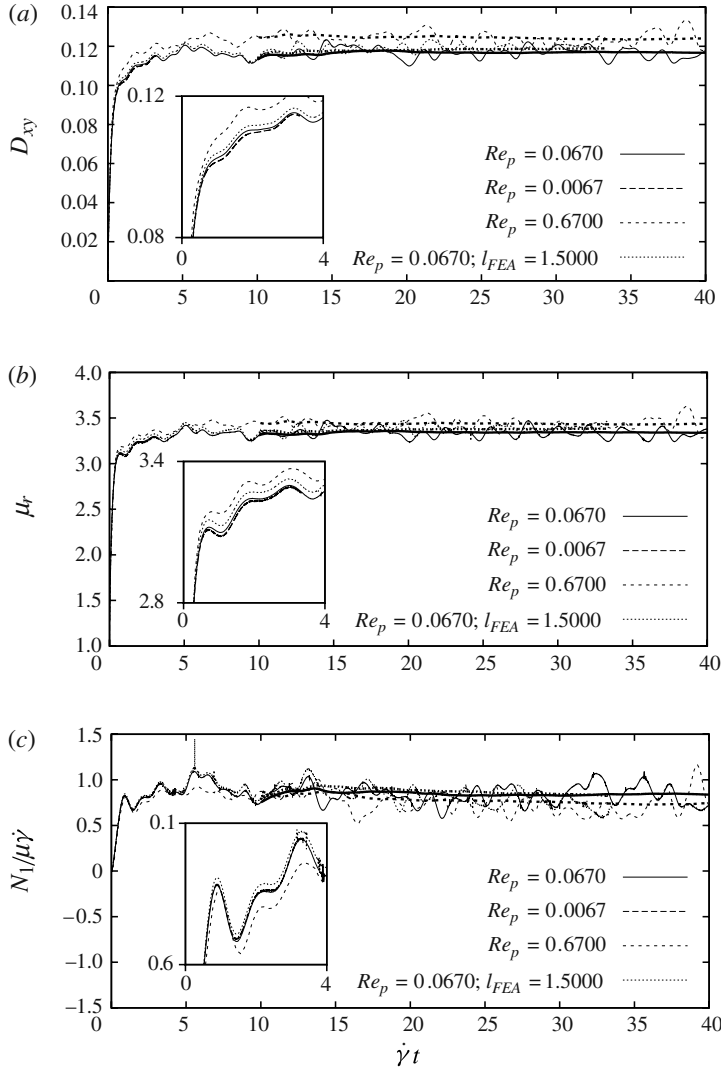 (a)
0.14
0.12
0.10
0.08
0.06
0.04
0.02
D_xy
0.12
0.08
0 4
Re_p = 0.0670
Re_p = 0.0067
Re_p = 0.6700
Re_p = 0.0670; l_FEA = 1.5000
0 5 10 15 20 25 30 35 40
(b)
4.0
3.5
3.0
2.5
2.0
1.5
1.0
μ_r
3.4
2.8
0 4
Re_p = 0.0670
Re_p = 0.0067
Re_p = 0.6700
Re_p = 0.0670; l_FEA = 1.5000
0 5 10 15 20 25 30 35 40
(c)
1.5
1.0
0.5
0
−0.5
−1.0
−1.5
N_1/μγ̇
0.1
0.6
0 4
Re_p = 0.0670
Re_p = 0.0067
Re_p = 0.6700
Re_p = 0.0670; l_FEA = 1.5000
0 5 10 15 20 25 30 35 40
γ̇ t